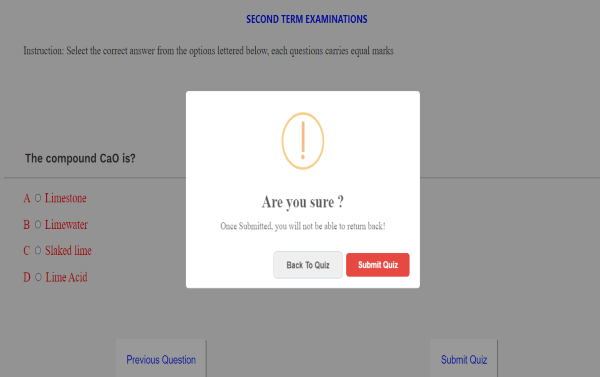 SECOND TERM EXAMINATIONS
Instruction: Select the correct answer from the options lettered below, each questions carries equal marks
The compound CaO is?
A Limestone
B Limewater
C Slaked lime
D Lime Acid
!
Are you sure ?
Once Submitted, you will not be able to return back!
Back To Quiz Submit Quiz
Previous Question Submit Quiz